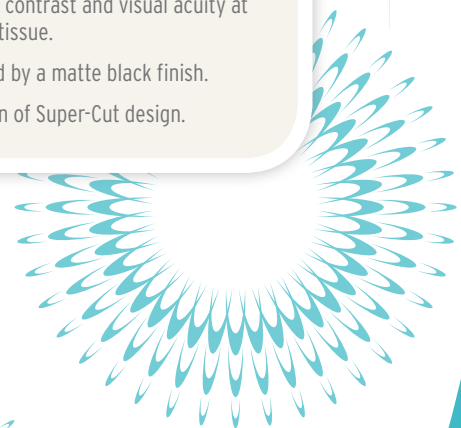 contrast and visual acuity at
tissue.
by a matte black finish.
of Super-Cut design.